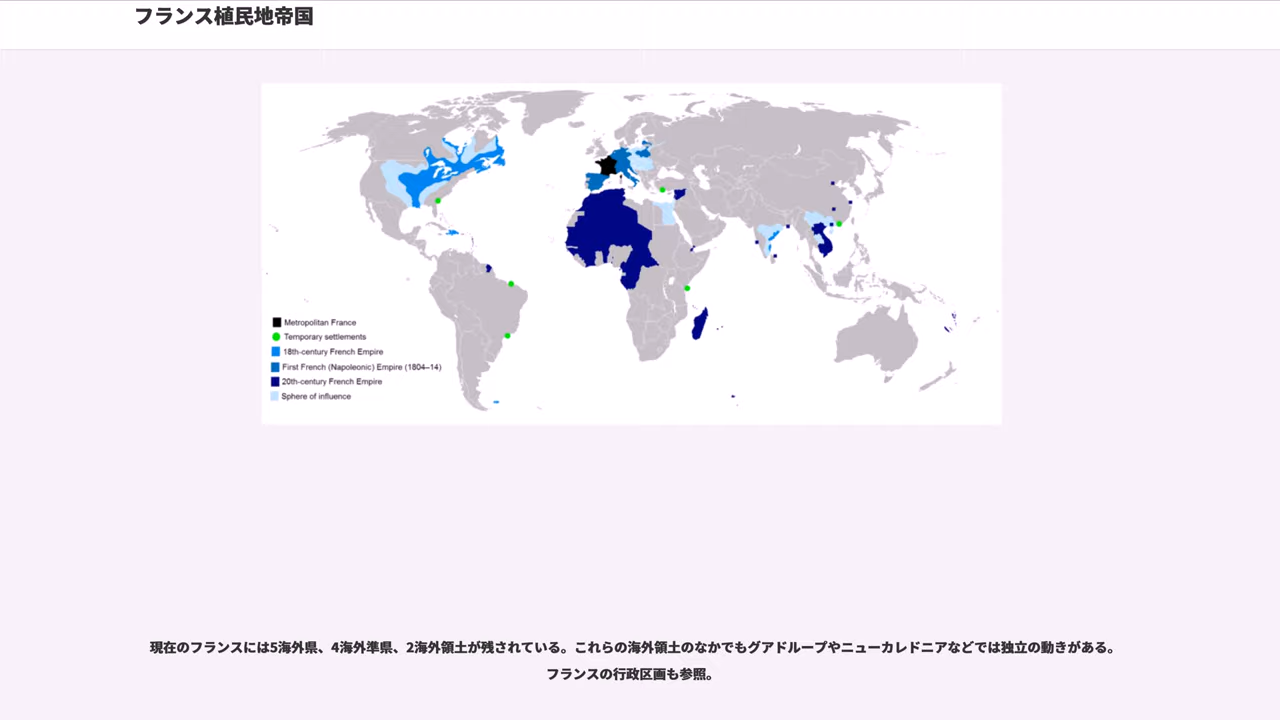 フランス植民地帝国
Metropolitan France
Temporary settlements
18th-century French Empire
First French (Napoleonic) Empire (1804–14)
20th-century French Empire
Sphere of influence
現在のフランスには5海外県、4海外準県、2海外領土が残されている。これらの海外領土のなかでもグアドループやニューカレドニアなどでは独立の動きがある。
フランスの行政区画も参照。